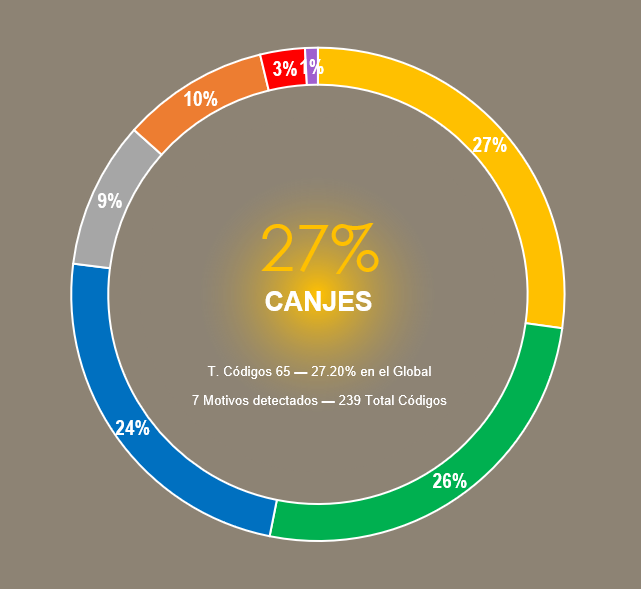 3%
1%
10%
27%
9%
27%
CANJES
T. Códigos 65 — 27.20% en el Global
7 Motivos detectados — 239 Total Códigos
24%
26%